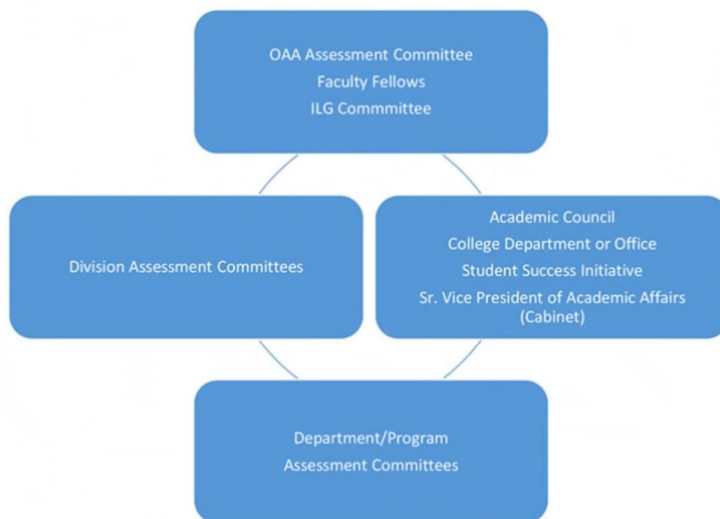 OAA Assessment Committee
Faculty Fellows
ILG Commmittee
Division Assessment Committees
Academic Council
College Department or Office
Student Success Initiative
Sr. Vice President of Academic Affairs
(Cabinet)
Department/Program
Assessment Committees